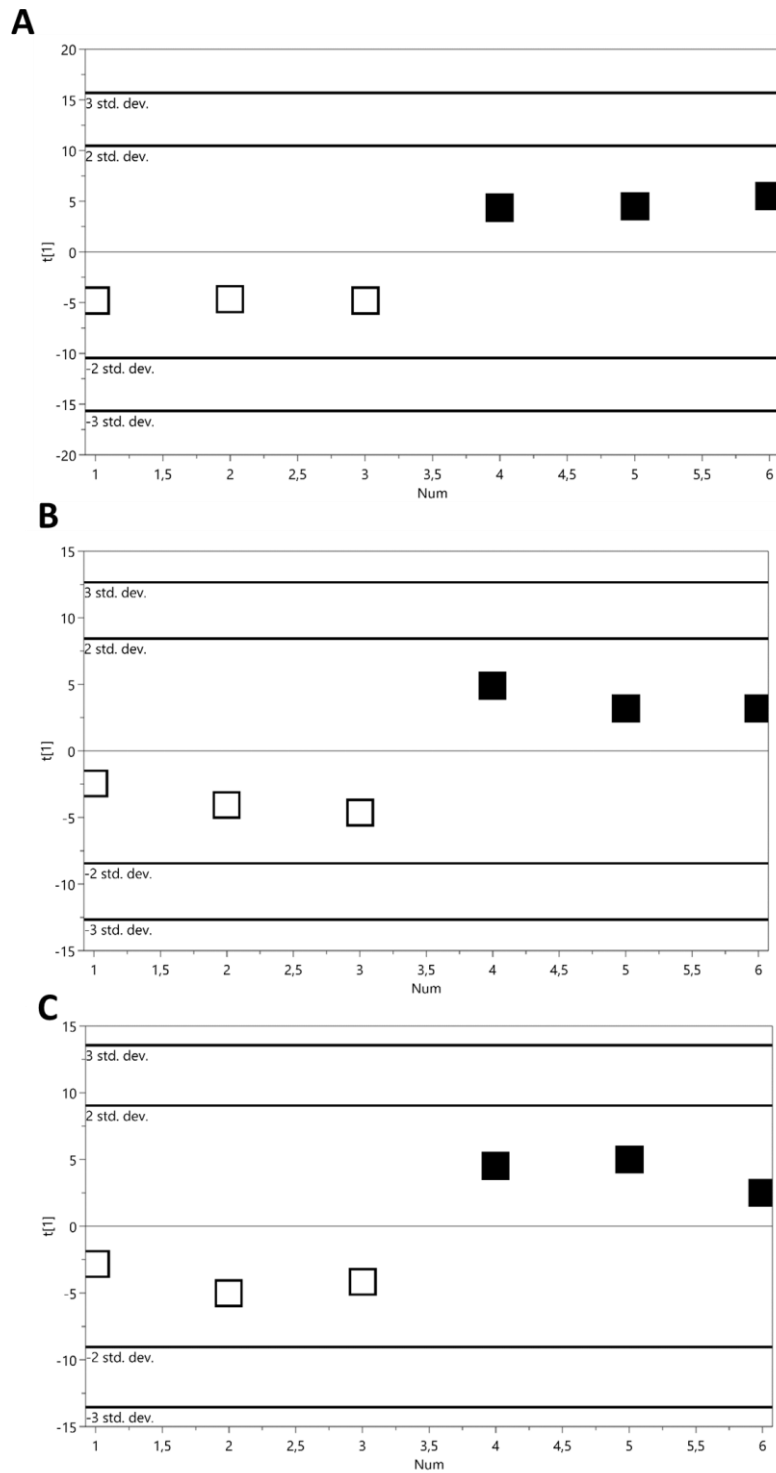 A
20
3 std. dev.
15
2 std. dev.
10
5
t[1]
0
-5
-10
-2 std. dev.
-15
-3 std. dev.
-20
1 1,5 2 2,5 3 3,5 4 4,5 5 5,5 6
Num
B
15
3 std. dev.
10
2 std. dev.
5
t[1]
0
-5
-2 std. dev.
-10
-3 std. dev.
-15
1 1,5 2 2,5 3 3,5 4 4,5 5 5,5 6
Num
C
15
3 std. dev.
10
2 std. dev.
5
t[1]
0
-5
-2 std. dev.
-10
-3 std. dev.
-15
1 1,5 2 2,5 3 3,5 4 4,5 5 5,5 6
Num